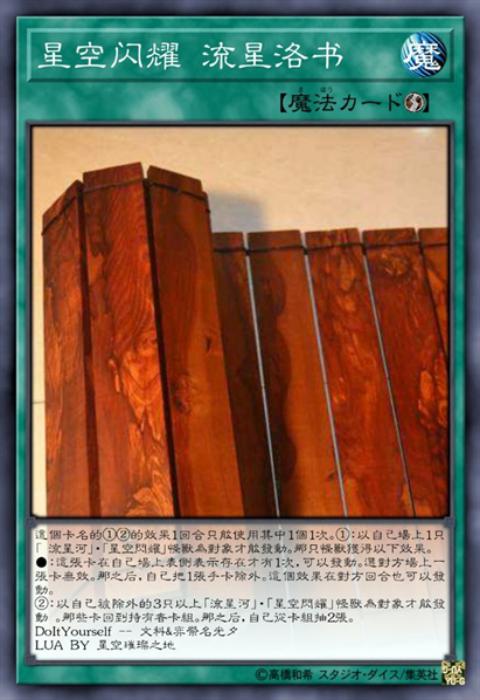 星空闪耀 流星洛书
魔
【魔法カード】
這個卡名的①②的效果1回合只能使用其中1個1次。①:以自己場上1只
「流星河」·「星空閃耀」怪獸為對象才能發動。那只怪獸獲得以下效果。
●:這張卡在自己場上表側表示存在才有1次,可以發動。選對方場上一
張卡無效。那之后,自己把1張手卡除外。這個效果在對方回合也可以發
動。
②:以自己被除外的3只以上「流星河」·「星空閃耀」怪獸為對象才能發
動。那些卡回到持有者卡組。那之后,自己從卡組抽2張。
DoItYourself -- 文科&
LUA BY 星空璀璨之地
©高橋和希 スタジオ・ダイス/集英社